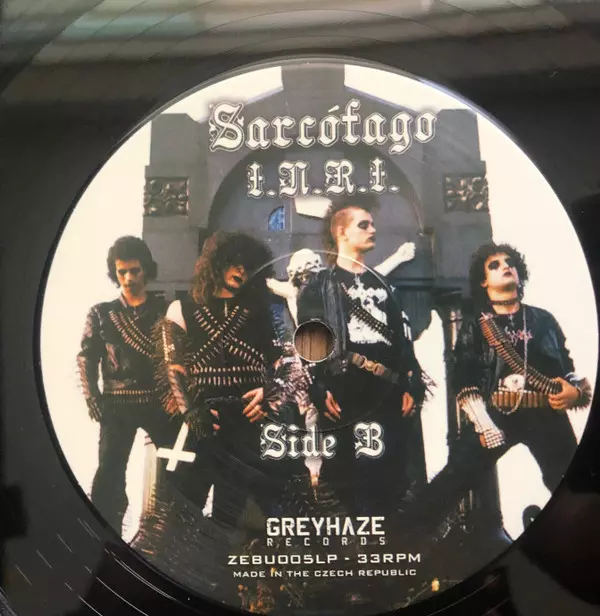 Sarcófago
I.N.R.I.
Side B
GREYHAZE
RECORDS
ZEBU005LP - 33RPM
MADE IN THE CZECH REPUBLIC